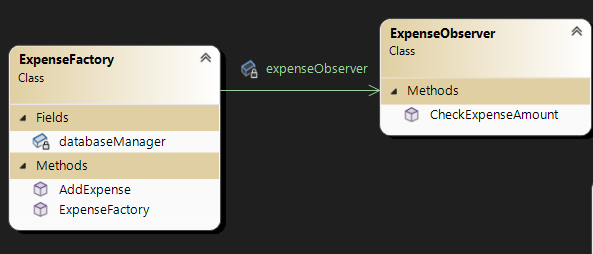 ExpenseFactory
Class
Fields
databaseManager
Methods
AddExpense
ExpenseFactory
expenseObserver
ExpenseObserver
Class
Methods
CheckExpenseAmount